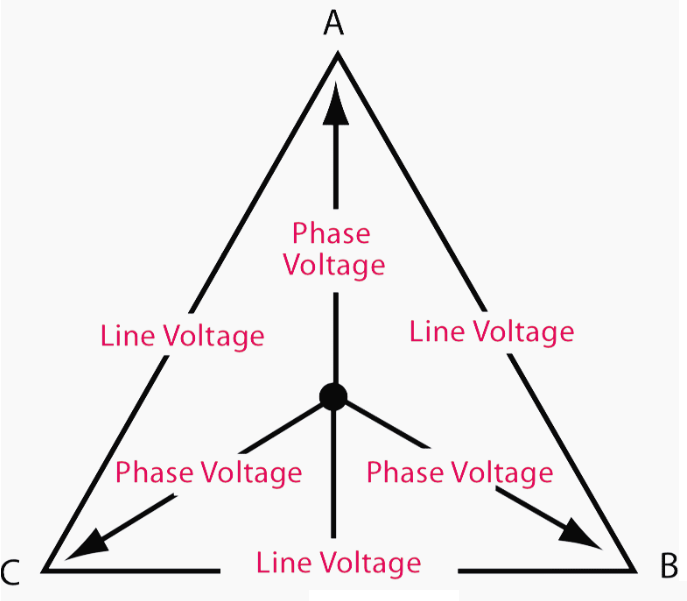 A
Phase
Voltage
Line Voltage
Line Voltage
Phase Voltage
Phase Voltage
Line Voltage
C
B